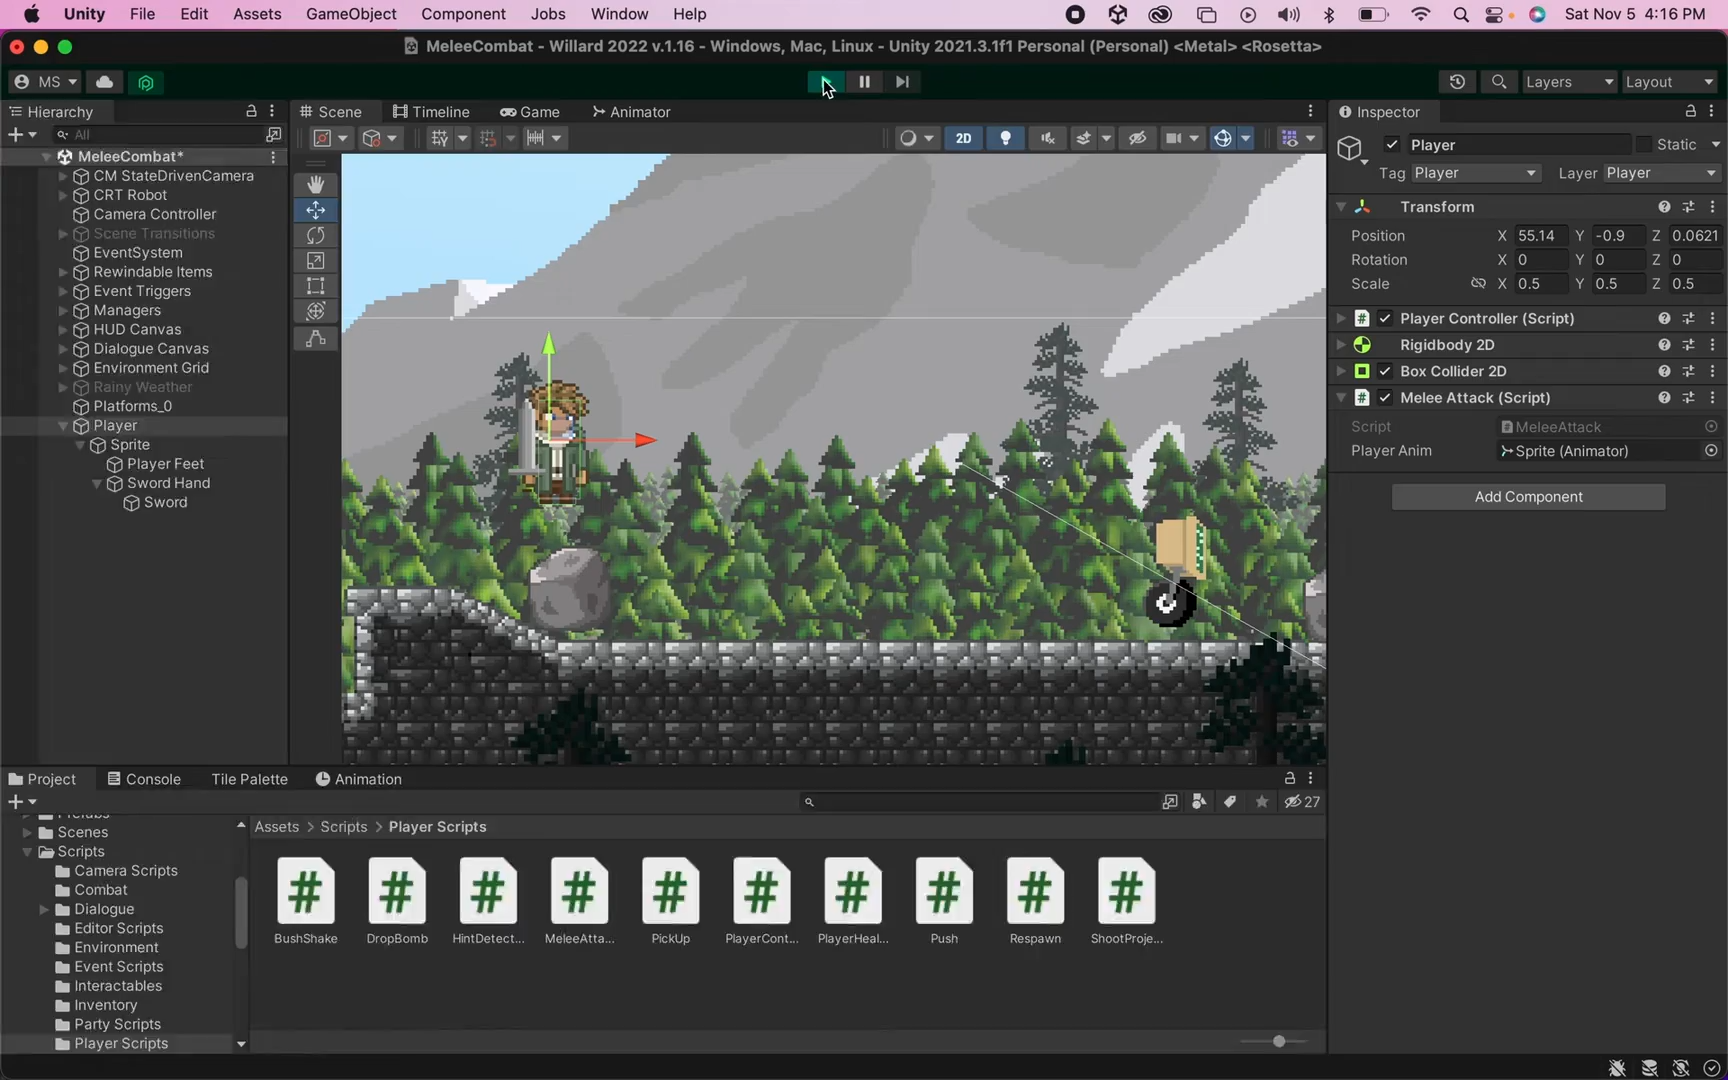 Unity File Edit Assets GameObject Component Jobs Window Help Sat Nov 5 4:16 PM
MeleeCombat - Willard 2022 v.1.16 - Windows, Mac, Linux - Unity 2021.3.1f1 Personal (Personal) <Metal> <Rosetta>
MS Layers Layout
Hierarchy Scene Timeline Game Animator Inspector
All 2D Player Static
Tag Player Layer Player
MeleeCombat*
CM StateDrivenCamera
CRT Robot
Camera Controller
Scene Transitions
EventSystem
Rewindable Items
Event Triggers
Managers
HUD Canvas
Dialogue Canvas
Environment Grid
Rainy Weather
Platforms_0
Player
Sprite
Player Feet
Sword Hand
Sword
Transform
Position X 55.14 Y -0.9 Z 0.0621
Rotation X 0 Y 0 Z 0
Scale X 0.5 Y 0.5 Z 0.5
Player Controller (Script)
Rigidbody 2D
Box Collider 2D
Melee Attack (Script)
Script MeleeAttack
Player Anim Sprite (Animator)
Add Component
Project Console Tile Palette Animation
27
Scenes
Scripts
Camera Scripts
Combat
Dialogue
Editor Scripts
Environment
Event Scripts
Interactables
Inventory
Party Scripts
Player Scripts
Assets > Scripts > Player Scripts
BushShake DropBomb HintDetect... MeleeAtta... PickUp PlayerCont... PlayerHeal... Push Respawn ShootProje...